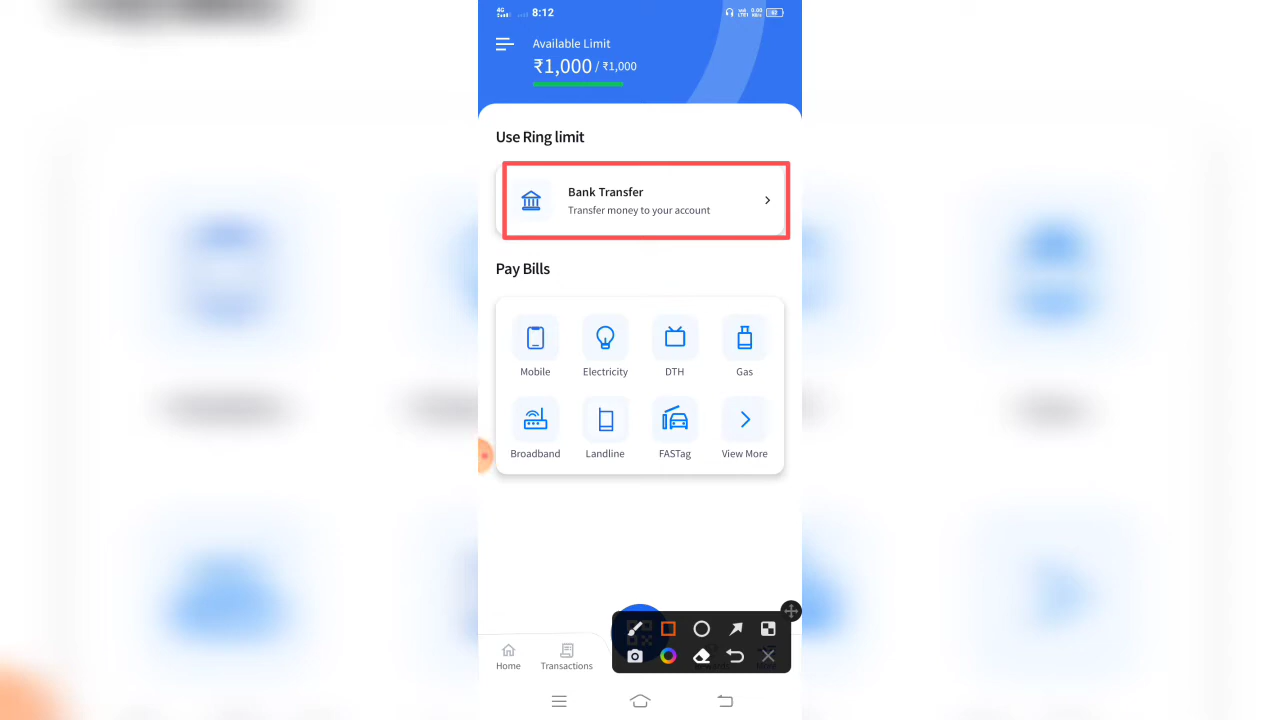 4G 8:12
Available Limit
₹1,000 / ₹1,000
Use Ring limit
Bank Transfer
Transfer money to your account
Pay Bills
Mobile Electricity DTH Gas
Broadband Landline FASTag View More
Home Transactions